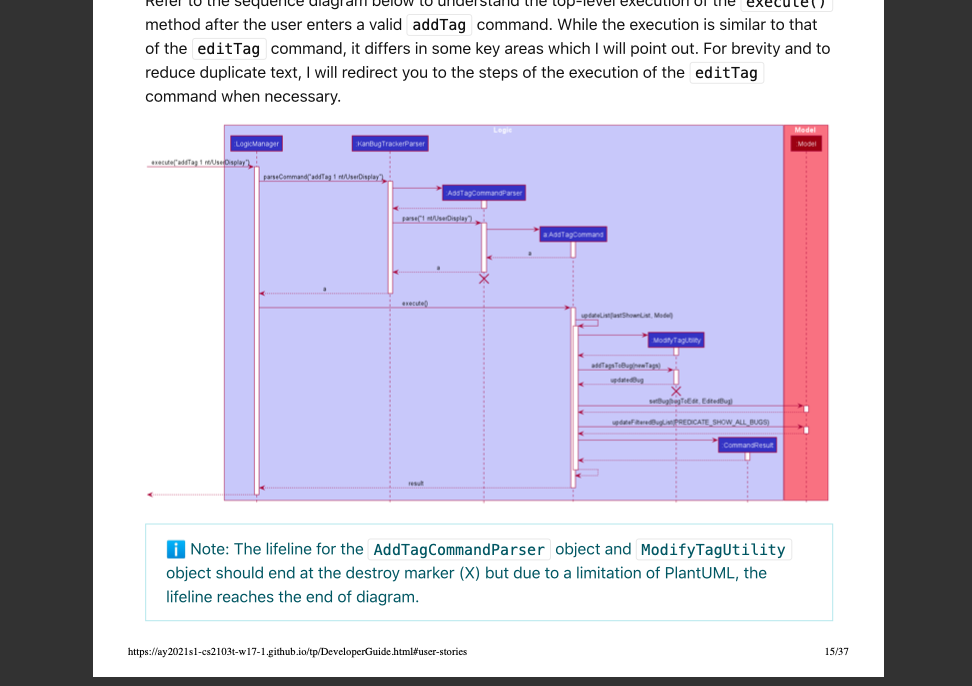 Refer to the sequence diagram below to understand the top-level execution of the execute()
method after the user enters a valid addTag command. While the execution is similar to that
of the editTag command, it differs in some key areas which I will point out. For brevity and to
reduce duplicate text, I will redirect you to the steps of the execution of the editTag
command when necessary.
Logic
Model
LogicManager
KanBugTrackerParser
Model
execute("addTag 1 nt/UserDisplay")
parseCommand("addTag 1 nt/UserDisplay")
AddTagCommandParser
parse("1 nt/UserDisplay")
a:AddTagCommand
a
a
a
execute()
updateList(lastShownList, Model)
ModifyTagUtility
addTagsToBug(newTags)
updatedBug
setBug(bugToEdit, EditedBug)
updateFilteredBugList(PREDICATE_SHOW_ALL_BUGS)
CommandResult
result
Note: The lifeline for the AddTagCommandParser object and ModifyTagUtility
object should end at the destroy marker (X) but due to a limitation of PlantUML, the
lifeline reaches the end of diagram.
https://ay2021s1-cs2103t-w17-1.github.io/tp/DeveloperGuide.html#user-stories
15/37